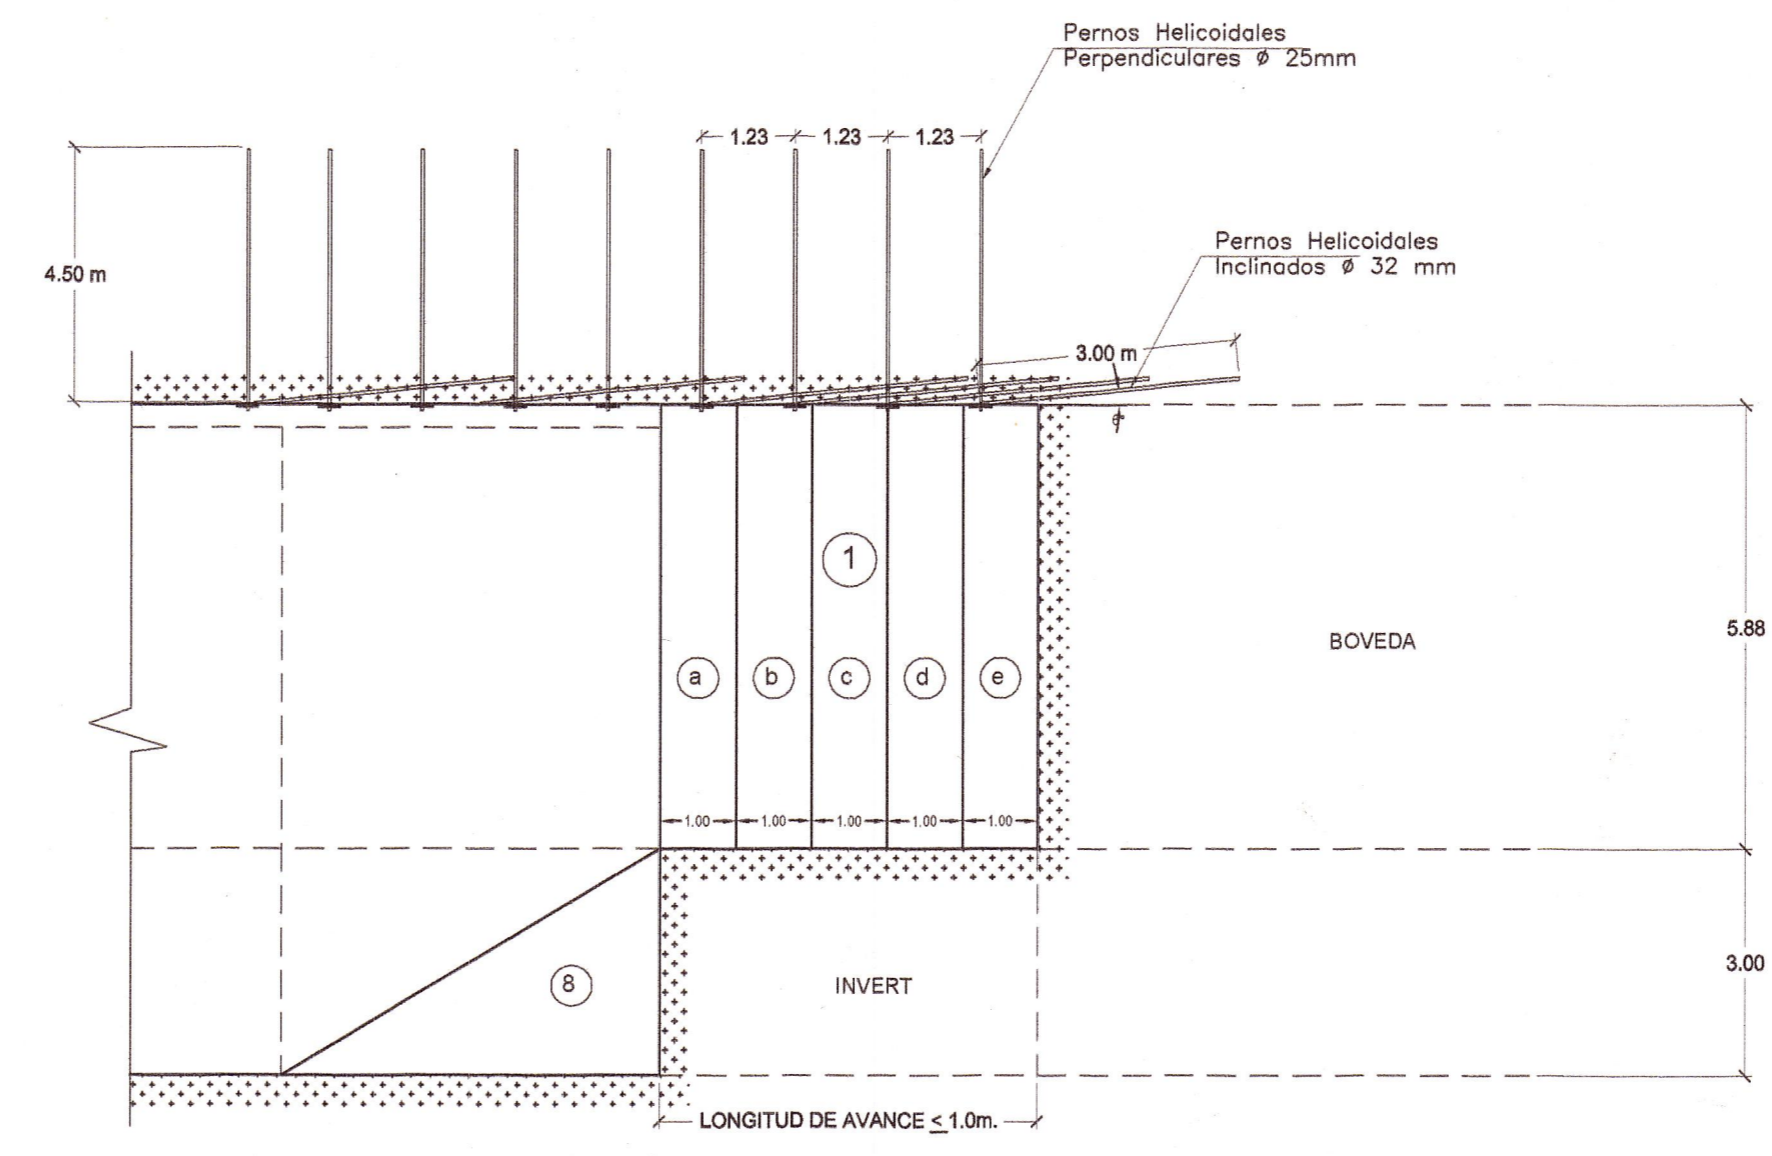 Pernos Helicoidales
Perpendiculares ø 25mm
1.23 1.23 1.23
4.50 m
Pernos Helicoidales
Inclinados ø 32 mm
3.00 m
1
5.88
BOVEDA
a b c d e
1.00 1.00 1.00 1.00 1.00
3.00
8
INVERT
LONGITUD DE AVANCE ≤ 1.0m.